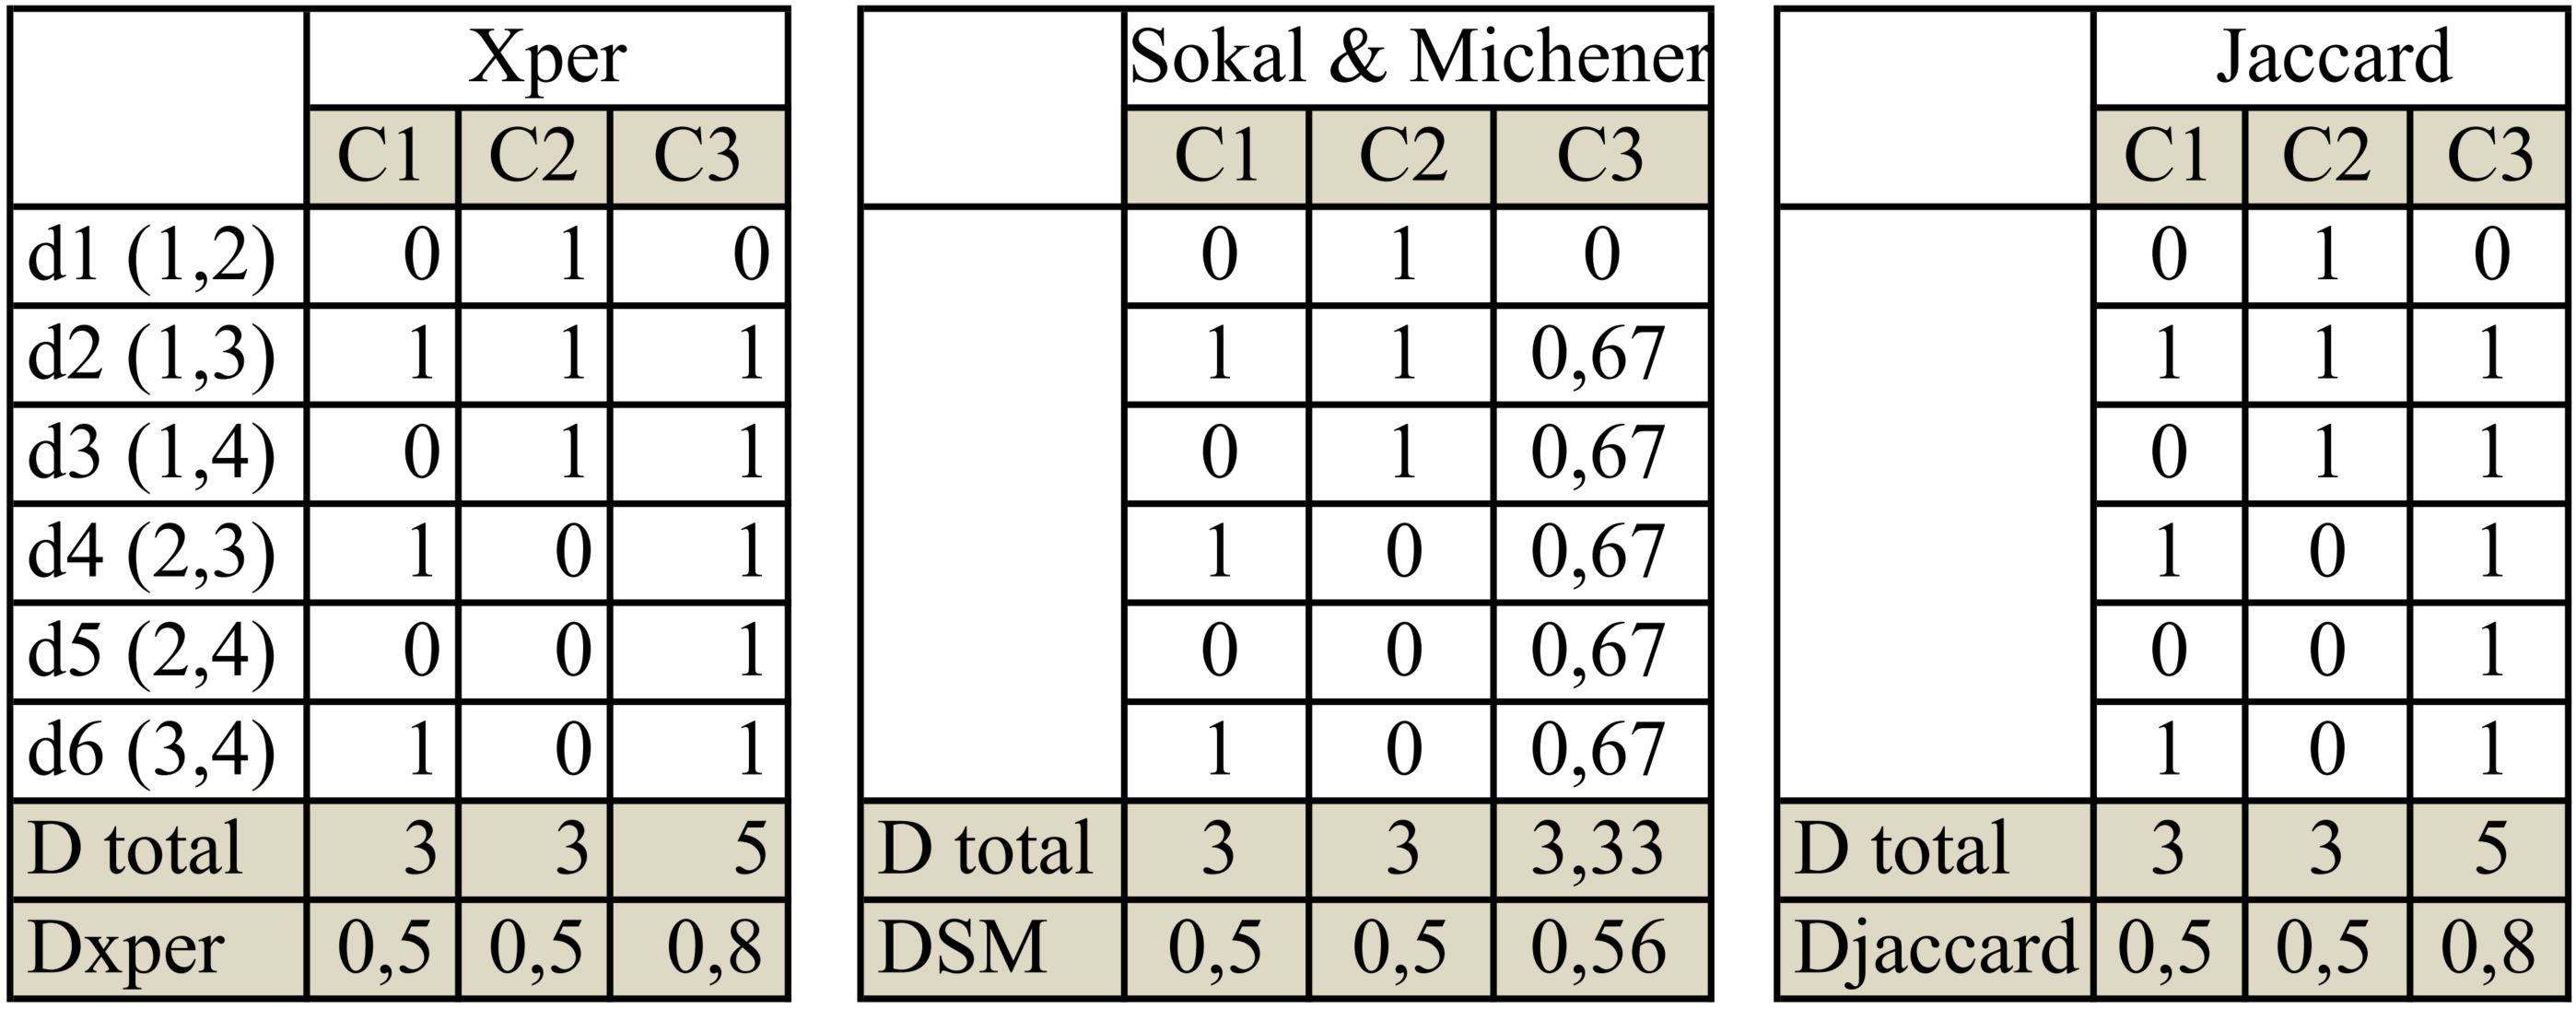 Xper
C1 C2 C3
d1 (1,2) 0 1 0
d2 (1,3) 1 1 1
d3 (1,4) 0 1 1
d4 (2,3) 1 0 1
d5 (2,4) 0 0 1
d6 (3,4) 1 0 1
D total 3 3 5
Dxper 0,5 0,5 0,8
Sokal & Michener
C1 C2 C3
0 1 0
1 1 0,67
0 1 0,67
1 0 0,67
0 0 0,67
1 0 0,67
D total 3 3 3,33
DSM 0,5 0,5 0,56
Jaccard
C1 C2 C3
0 1 0
1 1 1
0 1 1
1 0 1
0 0 1
1 0 1
D total 3 3 5
Djaccard 0,5 0,5 0,8